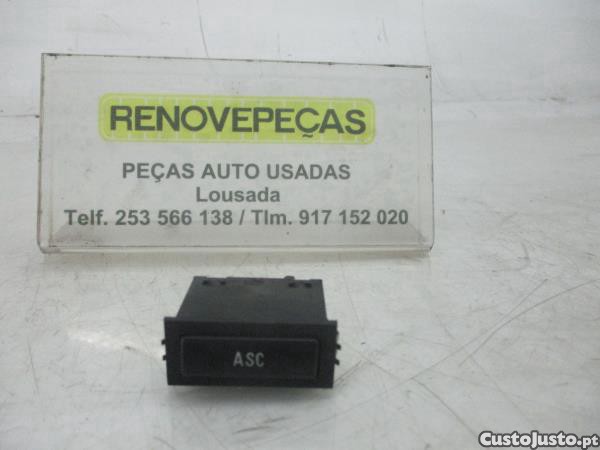 RENOVEPEÇAS
PEÇAS AUTO USADAS
Lousada
Telf. 253 566 138 / Tlm. 917 152 020
ASC
CustoJusto.pt